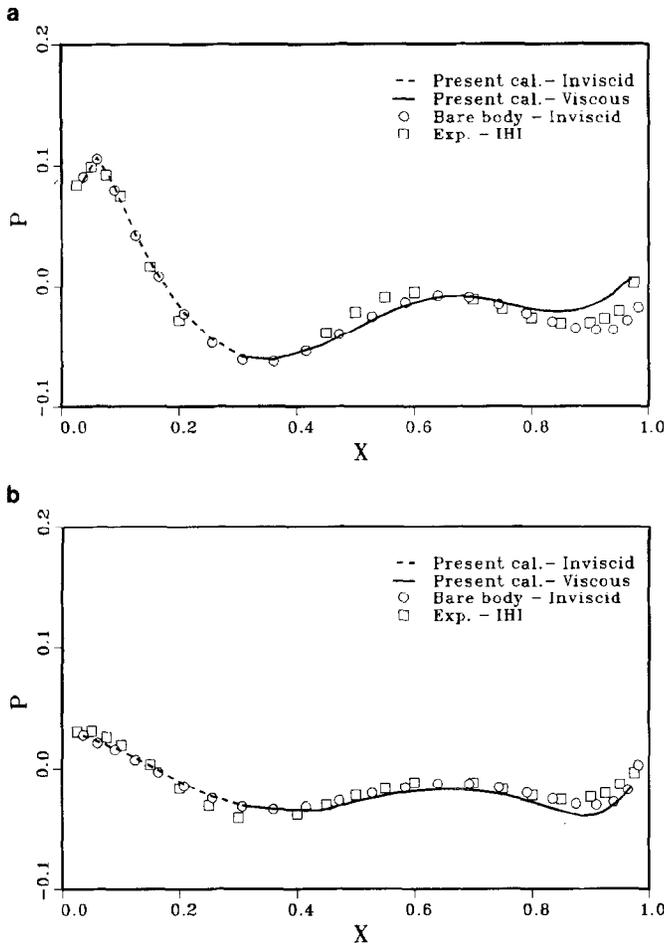 a
0.2
Present cal.- Inviscid
Present cal.- Viscous
Bare body - Inviscid
Exp. - IHI
0.1
P
0.0
-0.1
0.0 0.2 0.4 0.6 0.8 1.0
X
b
0.2
Present cal.- Inviscid
Present cal.- Viscous
Bare body - Inviscid
Exp. - IHI
0.1
P
0.0
-0.1
0.0 0.2 0.4 0.6 0.8 1.0
X